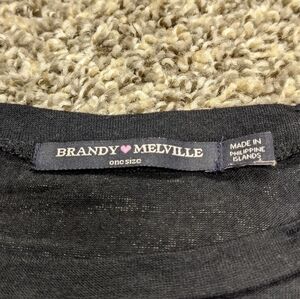 BRANDY MELVILLE
one size
MADE IN
PHILIPPINE
ISLANDS